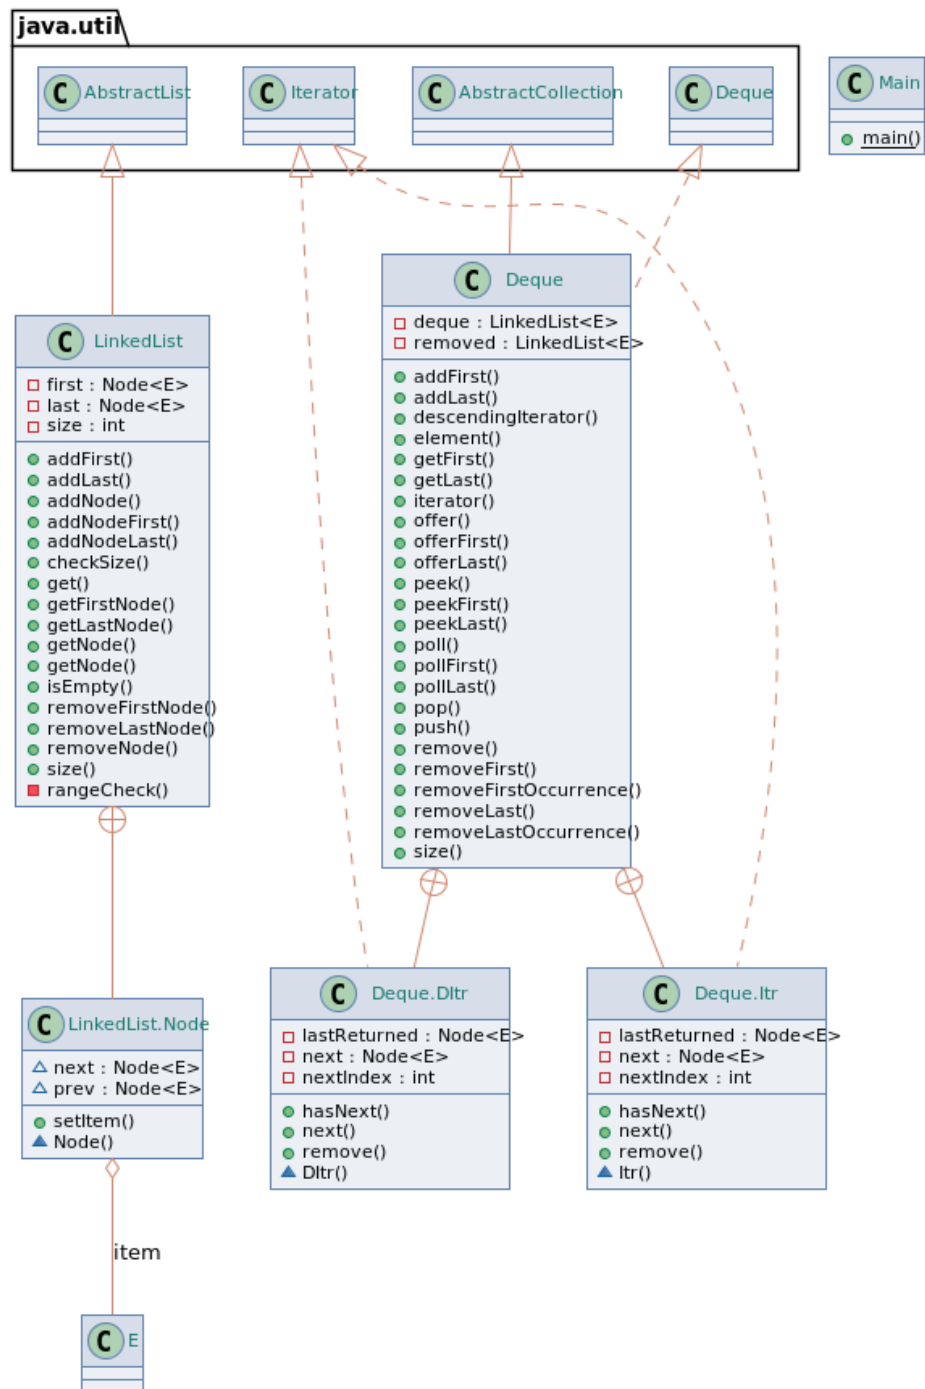 java.util
C AbstractList
C Iterator
C AbstractCollection
C Deque
C Main
main()
C Deque
deque : LinkedList<E>
removed : LinkedList<E>
addFirst()
addLast()
descendingIterator()
element()
getFirst()
getLast()
iterator()
offer()
offerFirst()
offerLast()
peek()
peekFirst()
peekLast()
poll()
pollFirst()
pollLast()
pop()
push()
remove()
removeFirst()
removeFirstOccurrence()
removeLast()
removeLastOccurrence()
size()
C LinkedList
first : Node<E>
last : Node<E>
size : int
addFirst()
addLast()
addNode()
addNodeFirst()
addNodeLast()
checkSize()
get()
getFirstNode()
getLastNode()
getNode()
getNode()
isEmpty()
removeFirstNode()
removeLastNode()
removeNode()
size()
rangeCheck()
C LinkedList.Node
next : Node<E>
prev : Node<E>
setItem()
Node()
C Deque.DItr
lastReturned : Node<E>
next : Node<E>
nextIndex : int
hasNext()
next()
remove()
DItr()
C Deque.Itr
lastReturned : Node<E>
next : Node<E>
nextIndex : int
hasNext()
next()
remove()
Itr()
item
C E